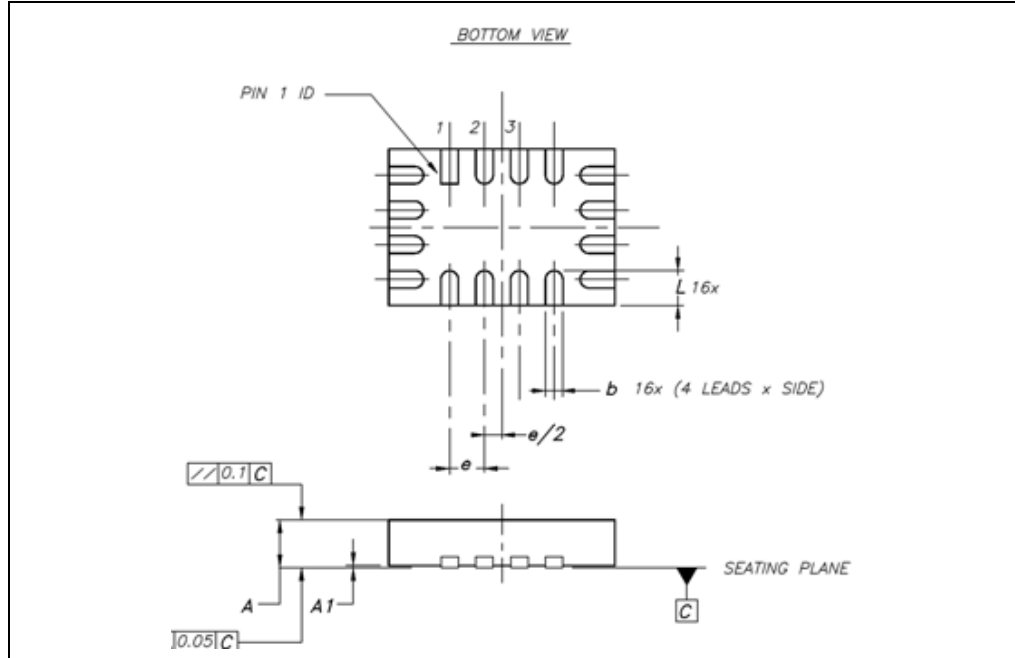 BOTTOM VIEW
PIN 1 ID
1 2 3
L 16x
b 16x (4 LEADS x SIDE)
e/2
e
// 0.1 C
SEATING PLANE
A A1
C
0.05 C